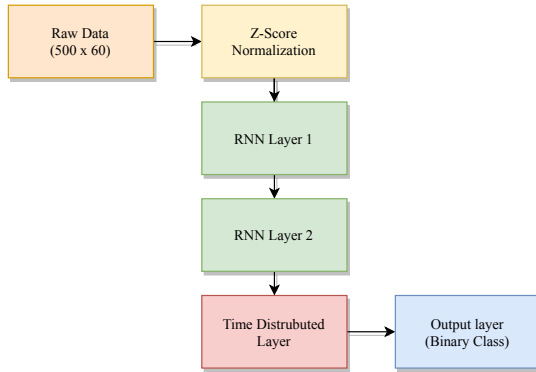 Raw Data
(500 x 60)
Z-Score
Normalization
RNN Layer 1
RNN Layer 2
Time Distrubuted
Layer
Output layer
(Binary Class)